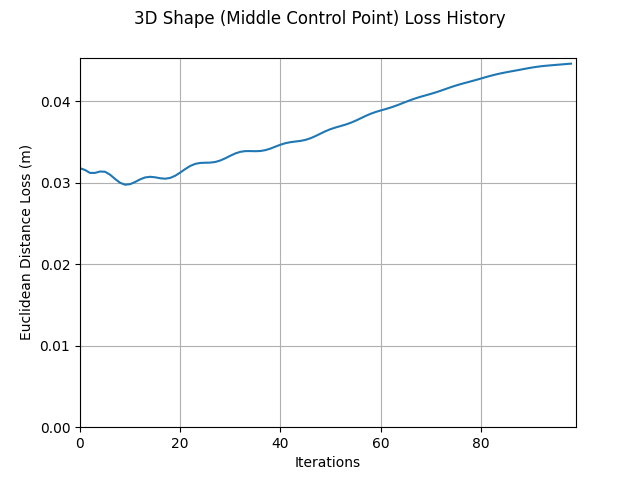 3D Shape (Middle Control Point) Loss History
Euclidean Distance Loss (m)
0.04
0.03
0.02
0.01
0.00
0 20 40 60 80
Iterations